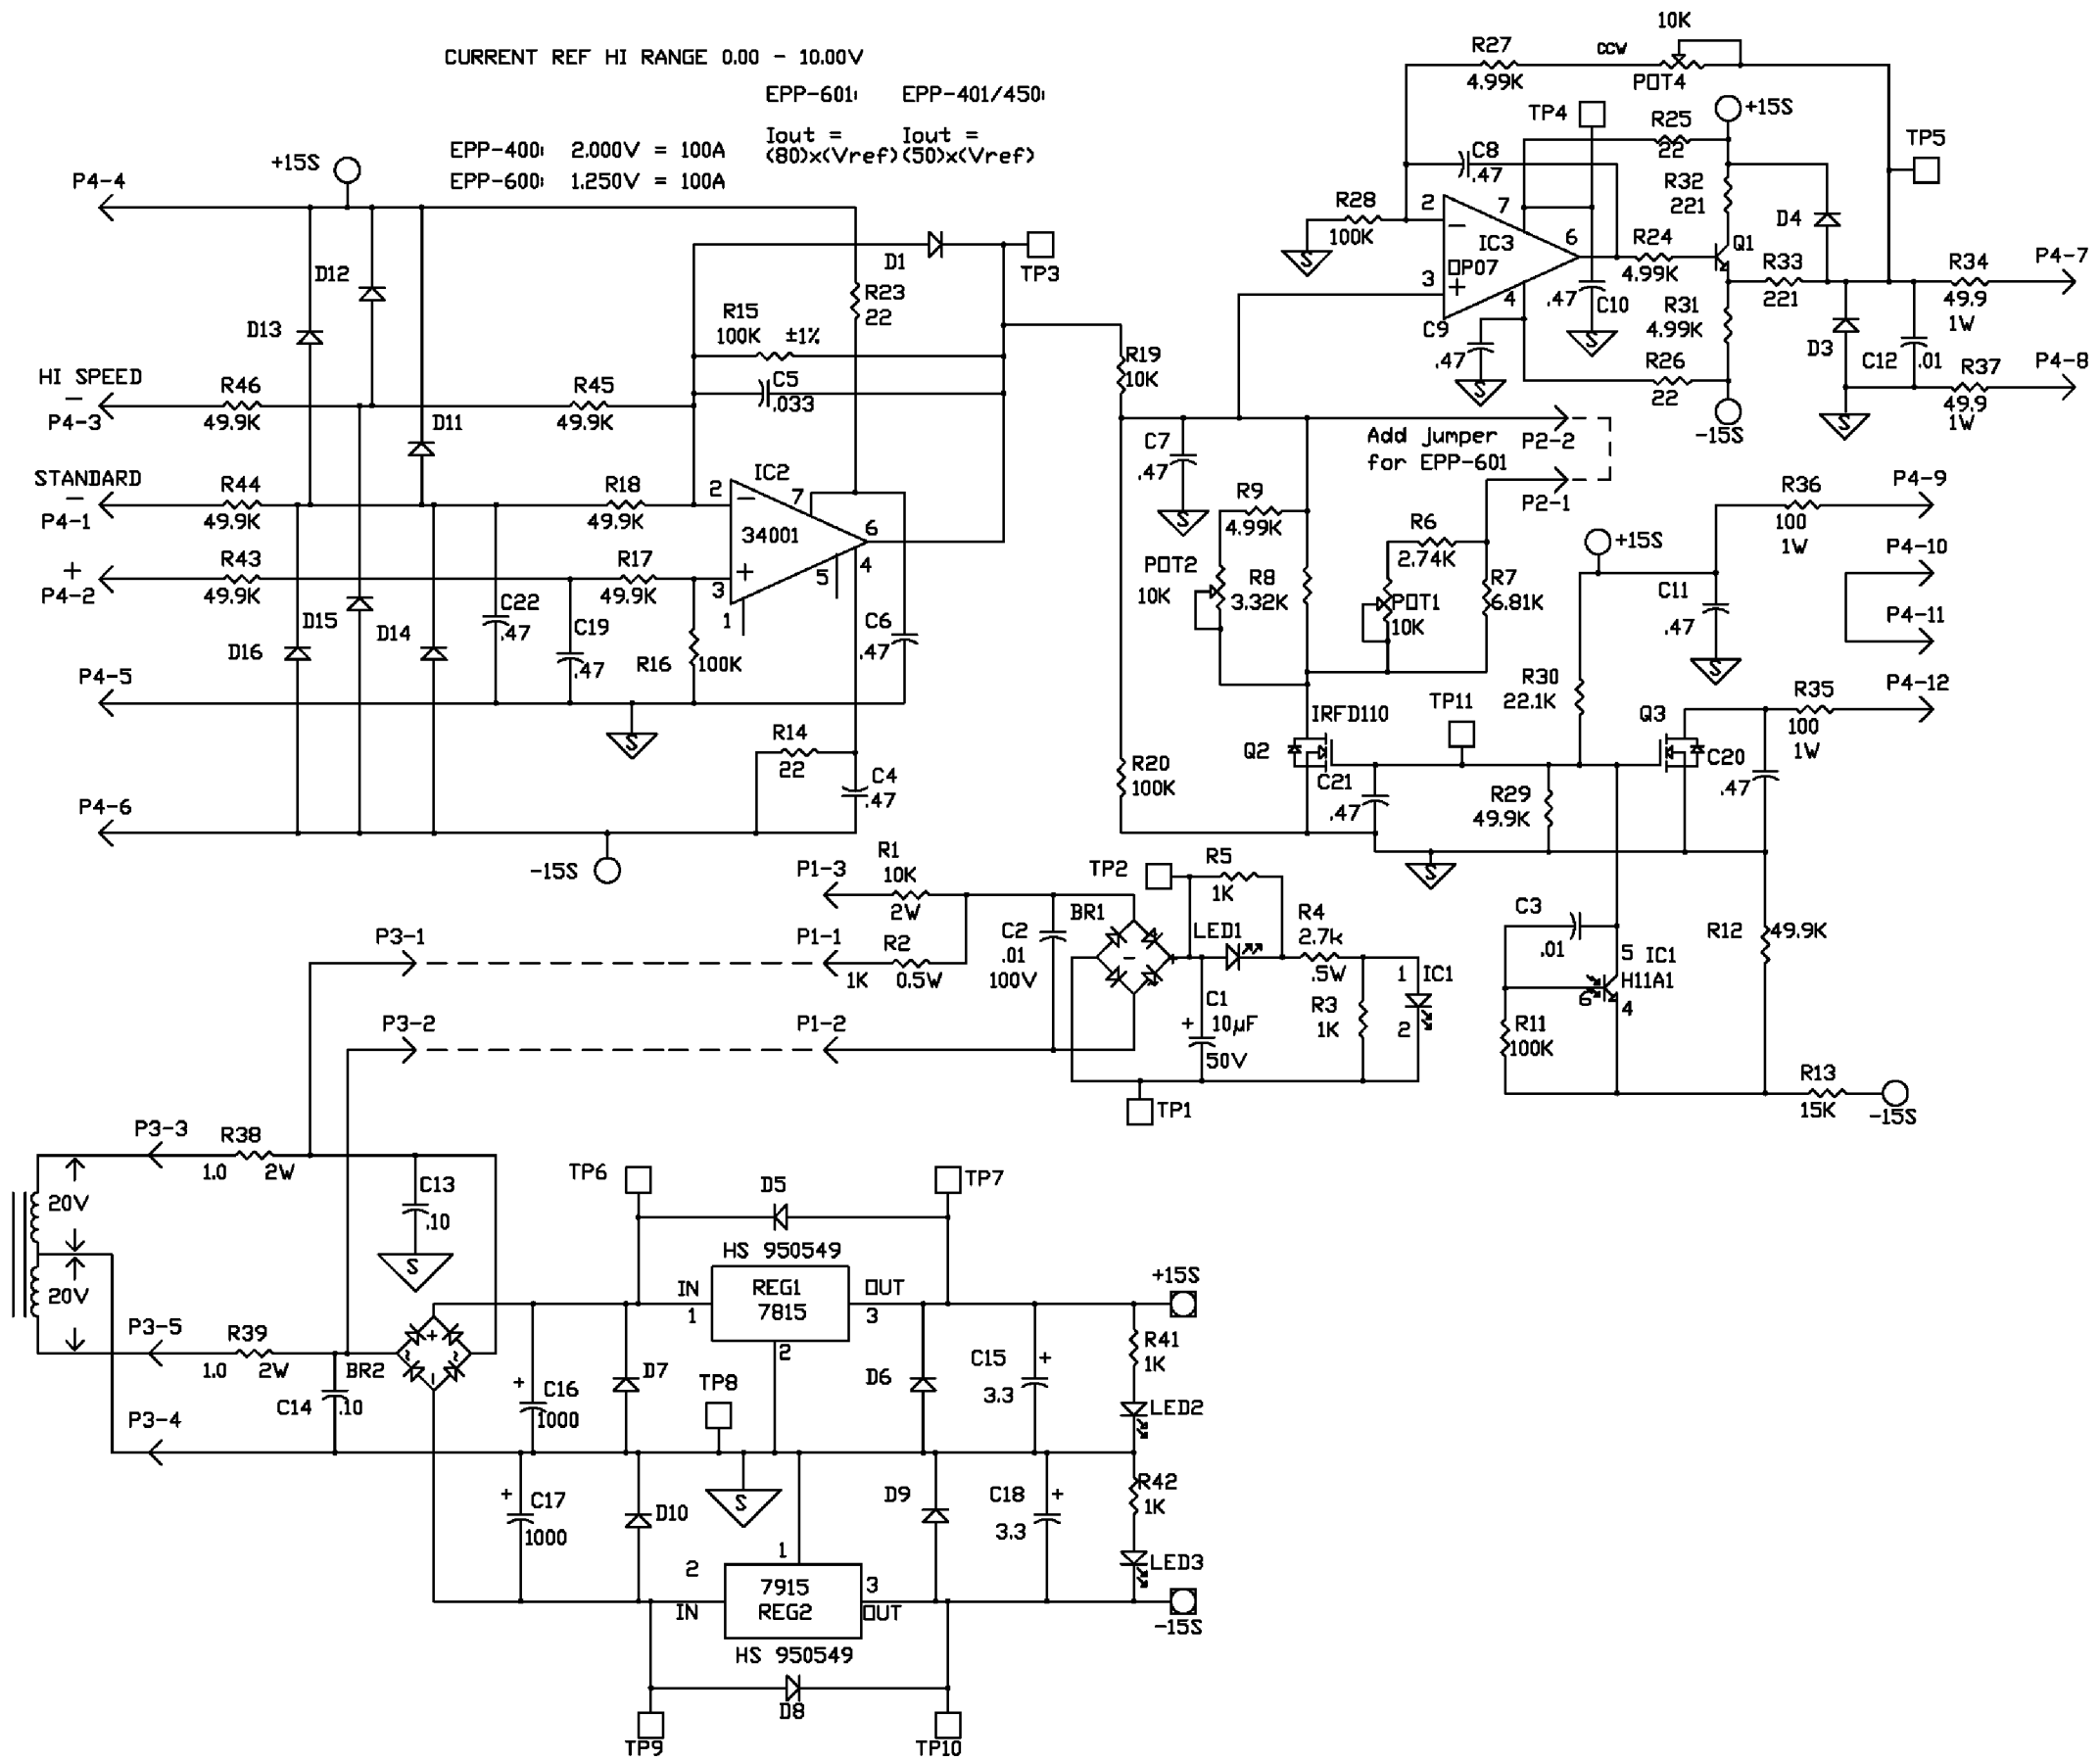 CURRENT REF HI RANGE 0.00 - 10.00V
EPP-601: EPP-401/450:
Iout = Iout =
(80)x(Vref) (50)x(Vref)
EPP-400: 2.000V = 100A
EPP-600: 1.250V = 100A
+15S
P4-4
D12
D13
D1
TP3
R23
22
R15
100K ±1%
C5
.033
HI SPEED
-
P4-3
R46
49.9K
R45
49.9K
D11
STANDARD
-
P4-1
R44
49.9K
R18
49.9K
IC2
34001
2
-
7
6
3
+
5
4
1
+
P4-2
R43
49.9K
R17
49.9K
C22
.47
C19
.47
D15
D14
D16
R16
100K
C6
.47
P4-5
S
R14
22
C4
.47
P4-6
-15S
10K
CCW
POT4
R27
4.99K
TP4
+15S
R25
22
TP5
C8
.47
R32
221
D4
R28
100K
S
2
-
7
IC3
OP07
6
3
+
4
R24
4.99K
Q1
R33
221
R34
49.9
1W
P4-7
.47
C10
S
R31
4.99K
C9
.47
S
R26
22
-15S
D3
C12
.01
R37
49.9
1W
P4-8
S
R19
10K
C7
.47
S
Add jumper
for EPP-601
P2-2
P2-1
R9
4.99K
POT2
10K
R8
3.32K
R6
2.74K
POT1
10K
R7
6.81K
+15S
R36
100
1W
P4-9
P4-10
P4-11
C11
.47
S
R30
22.1K
P4-12
R35
100
1W
IRFD110
TP11
Q2
Q3
C20
.47
R20
100K
C21
.47
R29
49.9K
S
P1-3
R1
10K
2W
P1-1
R2
1K 0.5W
P3-1
P3-2
P1-2
C2
.01
100V
TP2
BR1
-
+
R5
1K
LED1
R4
2.7k
.5W
C1
+ 10µF
50V
R3
1K
1 IC1
2
TP1
C3
.01
5 IC1
H11A1
6
4
R11
100K
R12
49.9K
R13
15K
-15S
P3-3
R38
1.0 2W
20V
20V
C13
.10
S
P3-5
R39
1.0 2W
BR2
+
~
~
-
C14
.10
P3-4
TP6
D5
TP7
HS 950549
IN
1
REG1
7815
OUT
3
2
+15S
+
C16
1000
D7
TP8
D6
C15
+
3.3
R41
1K
LED2
+
C17
1000
D10
S
D9
C18
+
3.3
R42
1K
LED3
1
2
IN
7915
REG2
3
OUT
-15S
HS 950549
D8
TP9
TP10